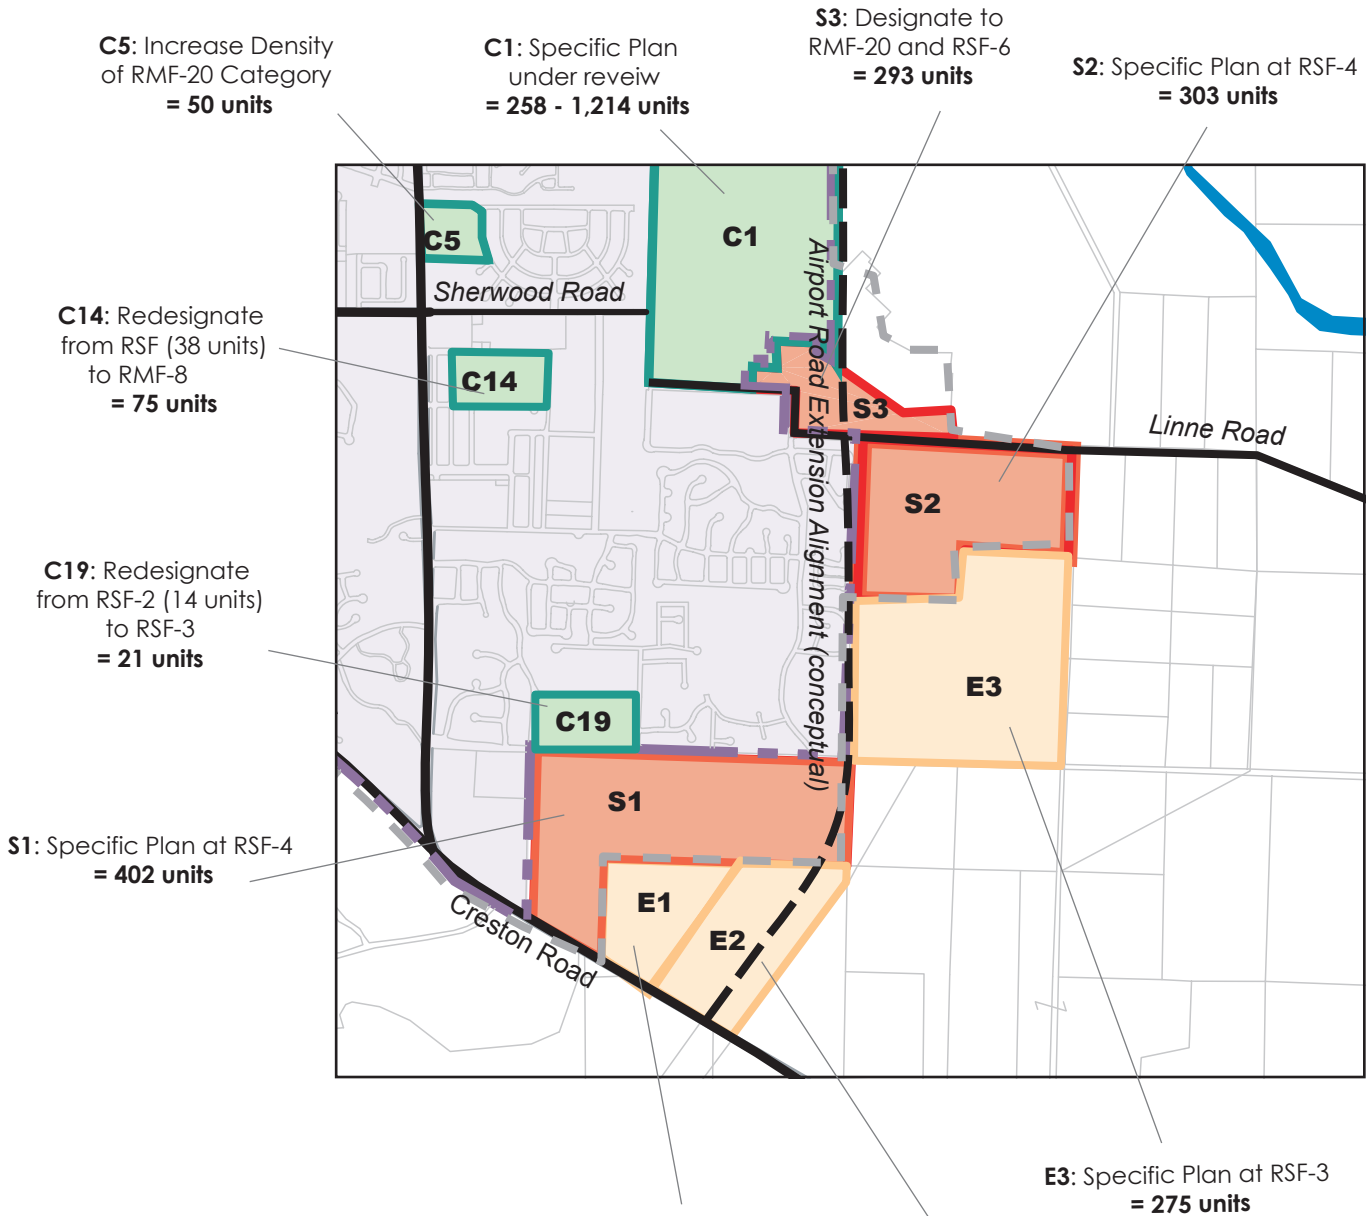 S3: Designate to
RMF-20 and RSF-6
= 293 units
C5: Increase Density
of RMF-20 Category
= 50 units
C1: Specific Plan
under reveiw
= 258 - 1,214 units
S2: Specific Plan at RSF-4
= 303 units
C5
C1
Sherwood Road
Airport Road Extension Alignment (conceptual)
C14: Redesignate
from RSF (38 units)
to RMF-8
= 75 units
C14
S3
Linne Road
S2
C19: Redesignate
from RSF-2 (14 units)
to RSF-3
= 21 units
E3
C19
S1
S1: Specific Plan at RSF-4
= 402 units
E1
E2
Creston Road
E3: Specific Plan at RSF-3
= 275 units